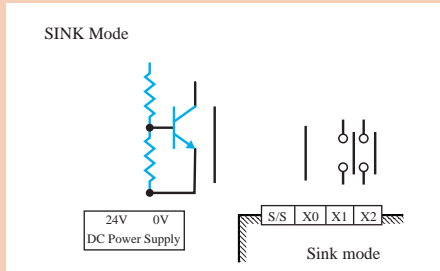 SINK Mode
24V 0V
DC Power Supply
S/S X0 X1 X2
Sink mode